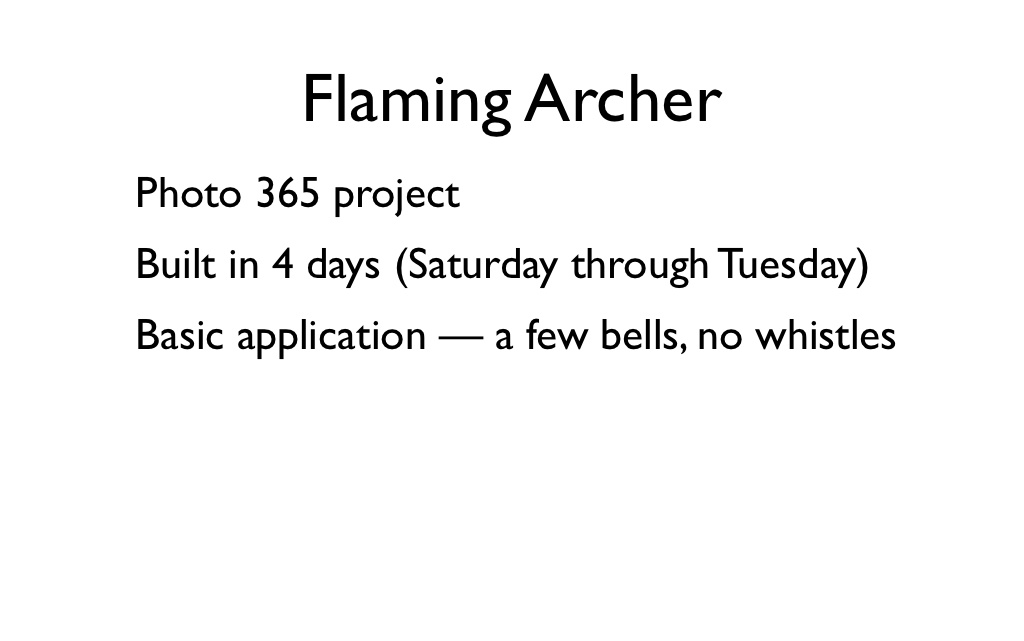 Flaming Archer
Photo 365 project
Built in 4 days (Saturday through Tuesday)
Basic application — a few bells, no whistles